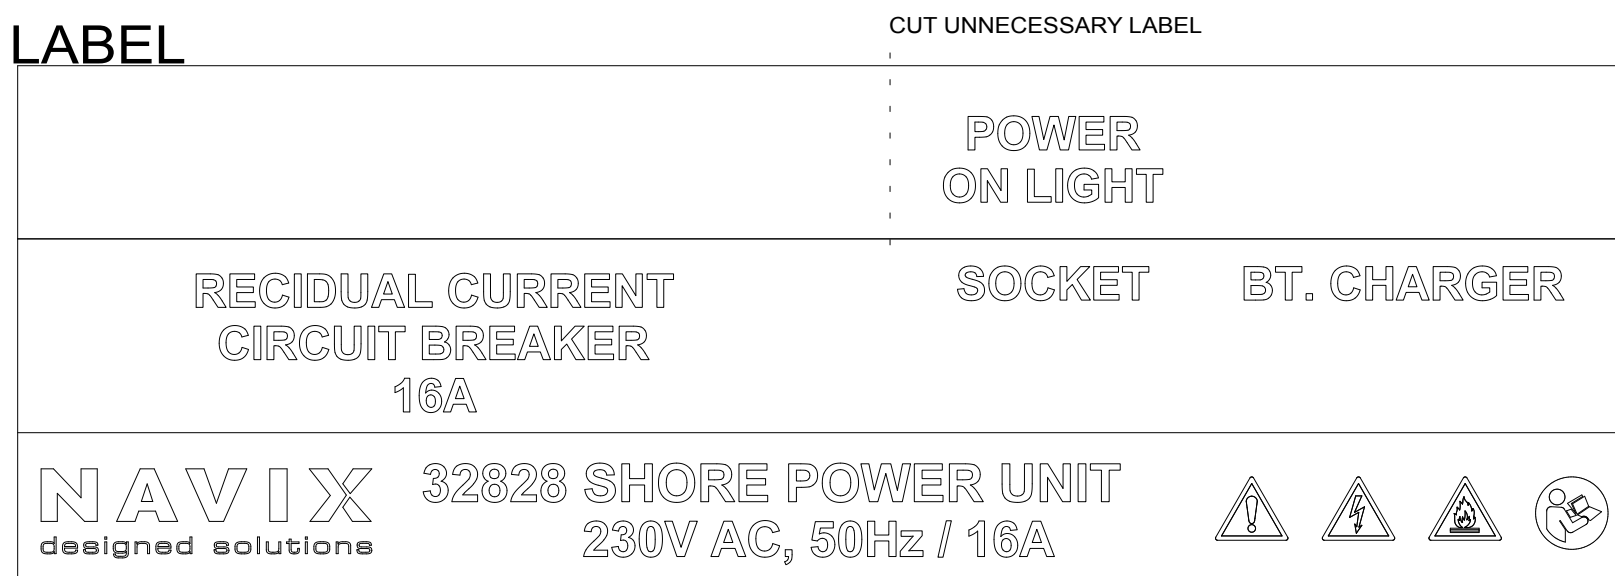 LABEL
CUT UNNECESSARY LABEL
POWER
ON LIGHT
RECIDUAL CURRENT
CIRCUIT BREAKER
16A
SOCKET
BT. CHARGER
NAVIX
designed solutions
32828 SHORE POWER UNIT
230V AC, 50Hz / 16A